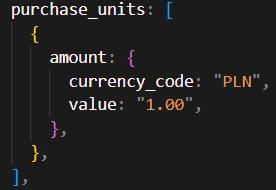 purchase_units: [
  {
    amount: {
      currency_code: "PLN",
      value: "1.00",
    },
  },
],